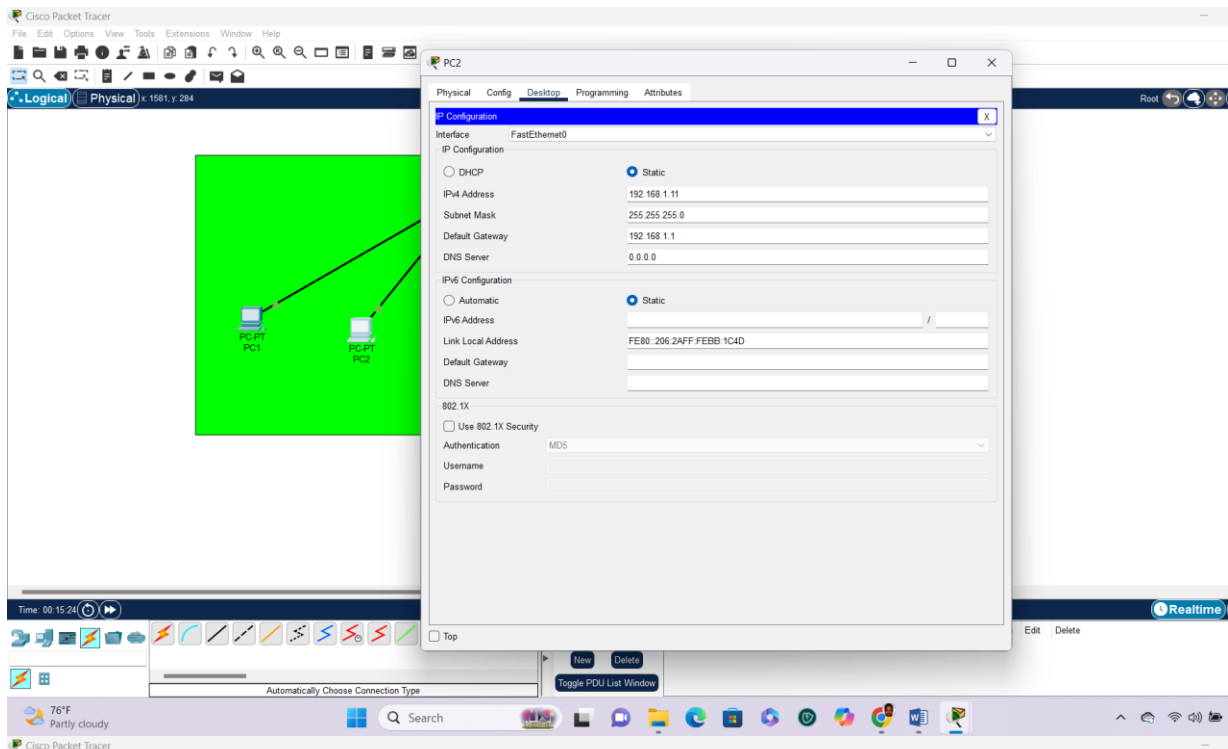 Cisco Packet Tracer
File Edit Options View Tools Extensions Window Help
Logical Physical x: 1581, y: 284
Root
PC-PT
PC1
PC-PT
PC2
PC2
Physical Config Desktop Programming Attributes
IP Configuration X
Interface FastEthernet0
IP Configuration
DHCP Static
IPv4 Address 192.168.1.11
Subnet Mask 255.255.255.0
Default Gateway 192.168.1.1
DNS Server 0.0.0.0
IPv6 Configuration
Automatic Static
IPv6 Address /
Link Local Address FE80::206:2AFF:FEBB:1C4D
Default Gateway
DNS Server
802.1X
Use 802.1X Security
Authentication MD5
Username
Password
Top
Time: 00:15:24
Realtime
Edit Delete
New Delete
Toggle PDU List Window
Automatically Choose Connection Type
76°F
Partly cloudy
Search
Cisco Packet Tracer